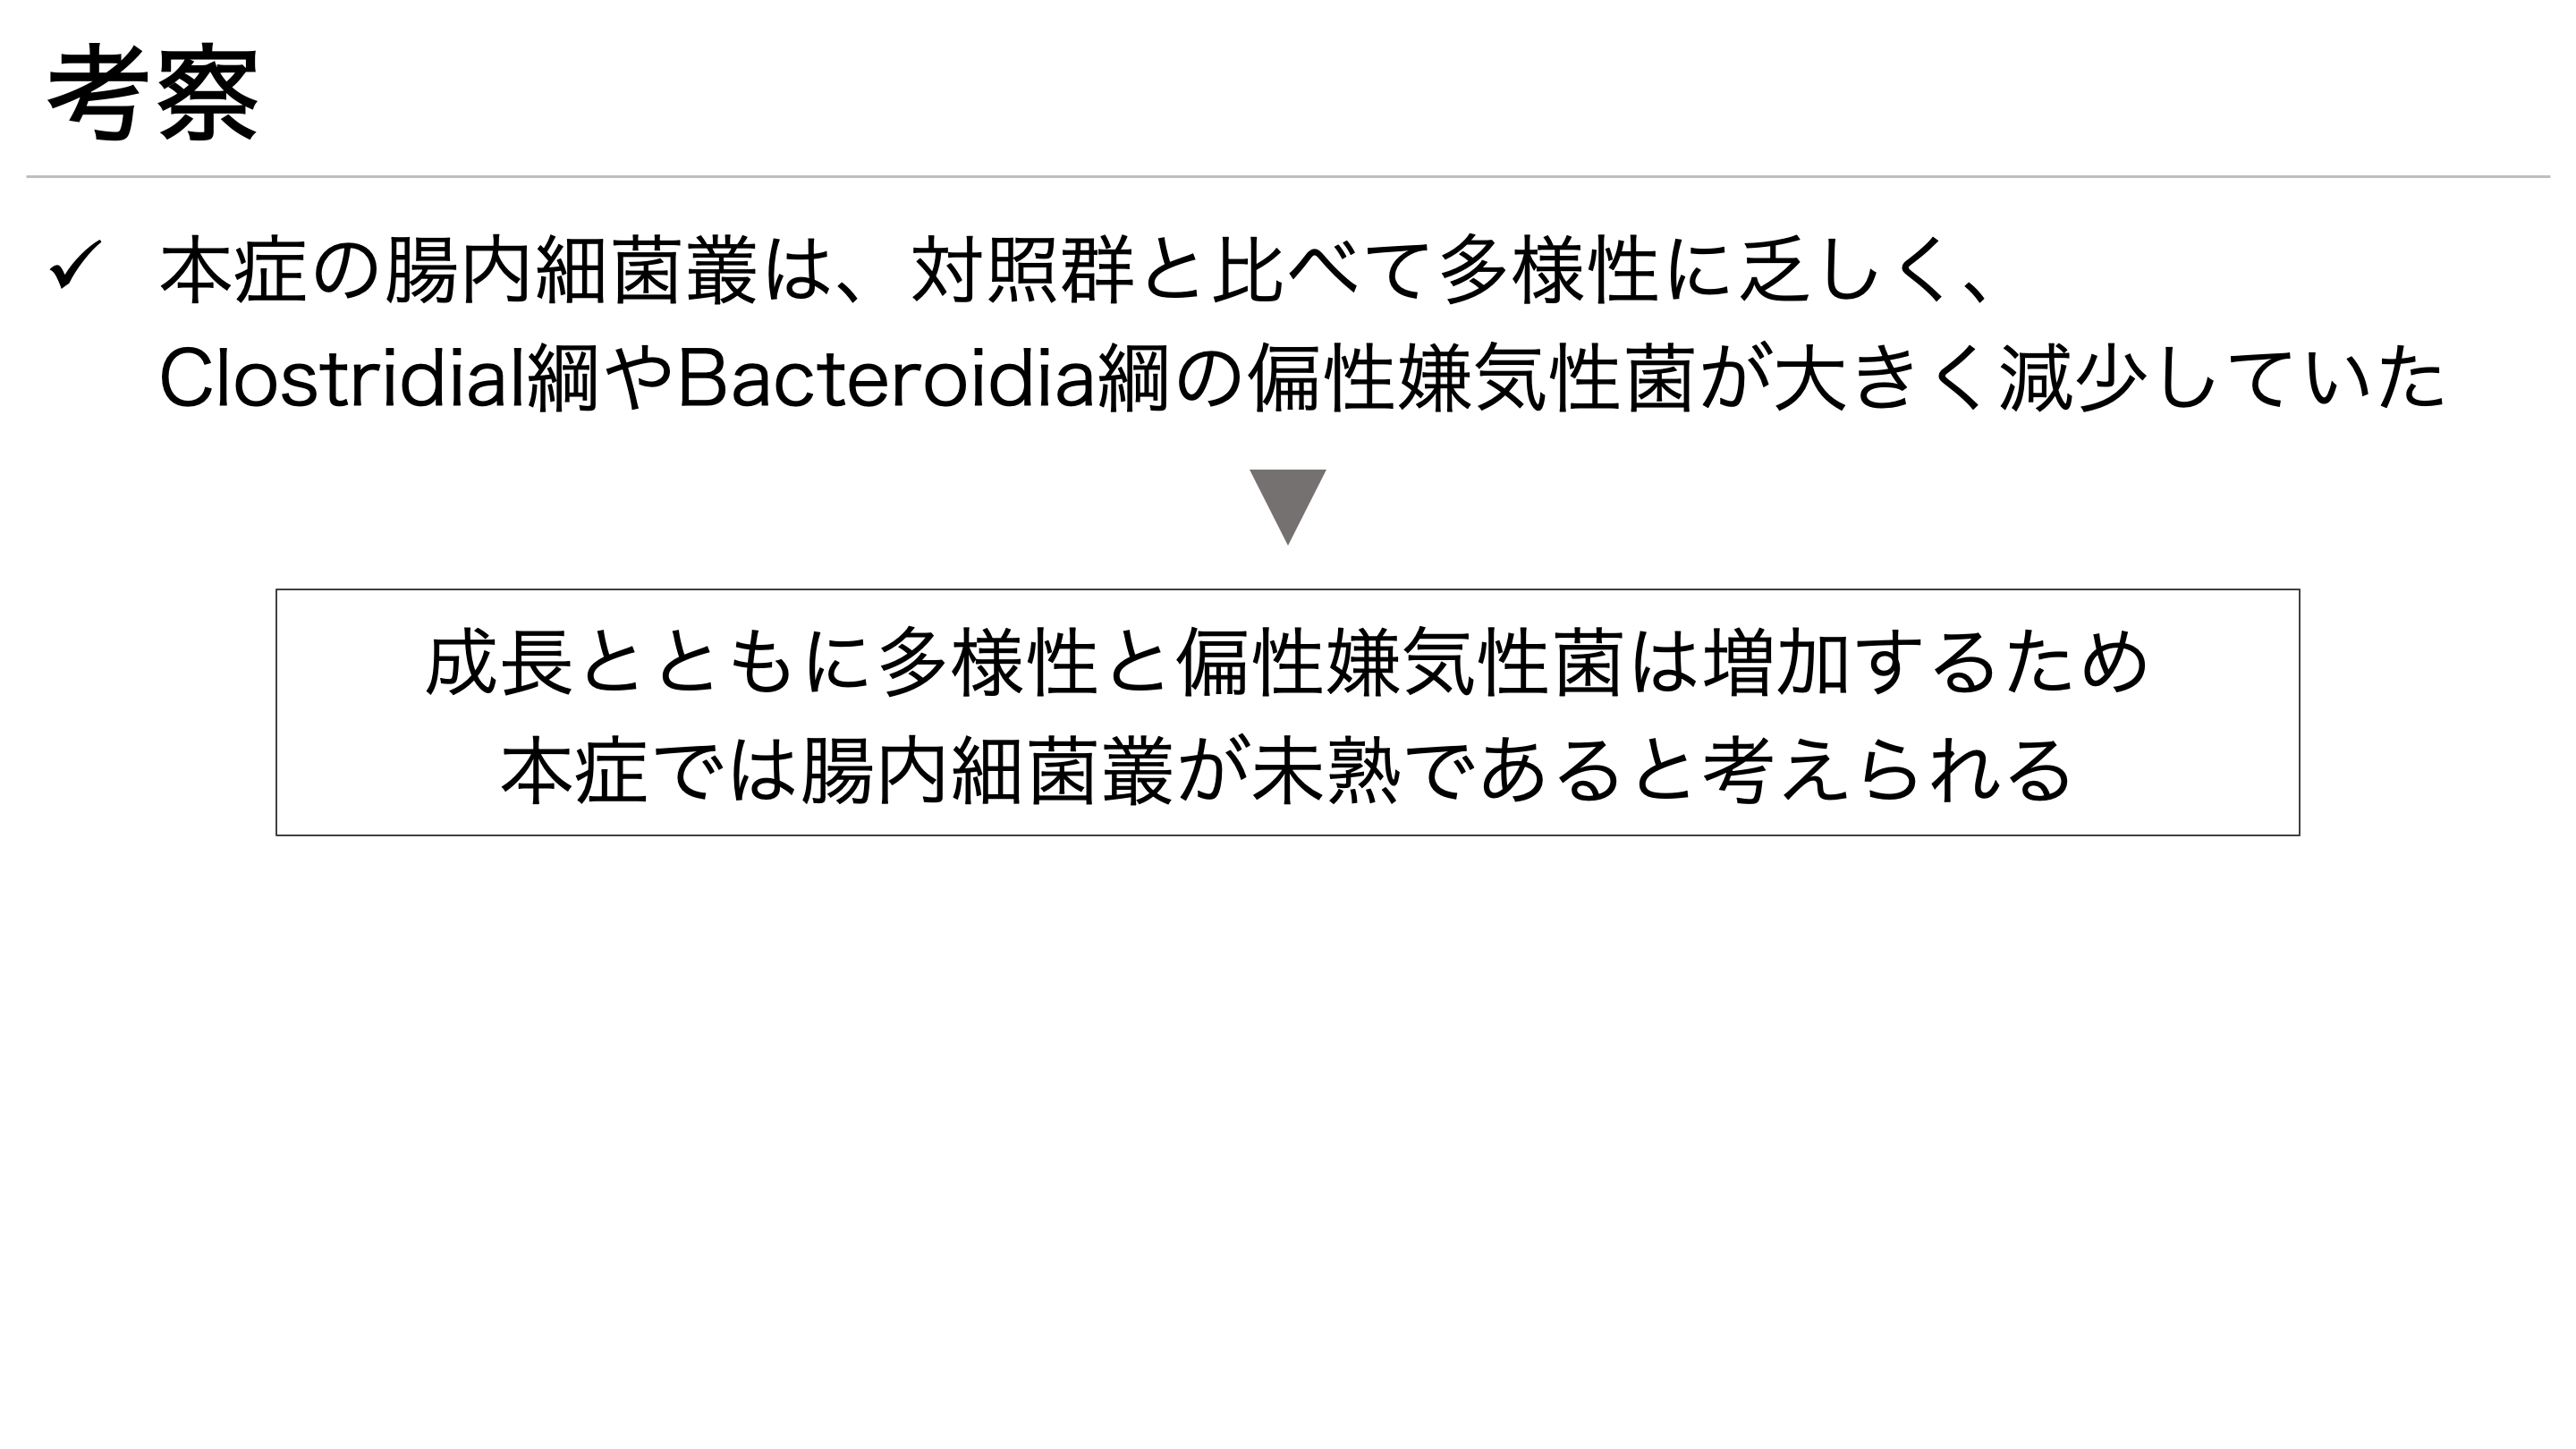 考察
✓ 本症の腸内細菌叢は、対照群と比べて多様性に乏しく、
Clostridial綱やBacteroidia綱の偏性嫌気性菌が大きく減少していた
成長とともに多様性と偏性嫌気性菌は増加するため
本症では腸内細菌叢が未熟であると考えられる